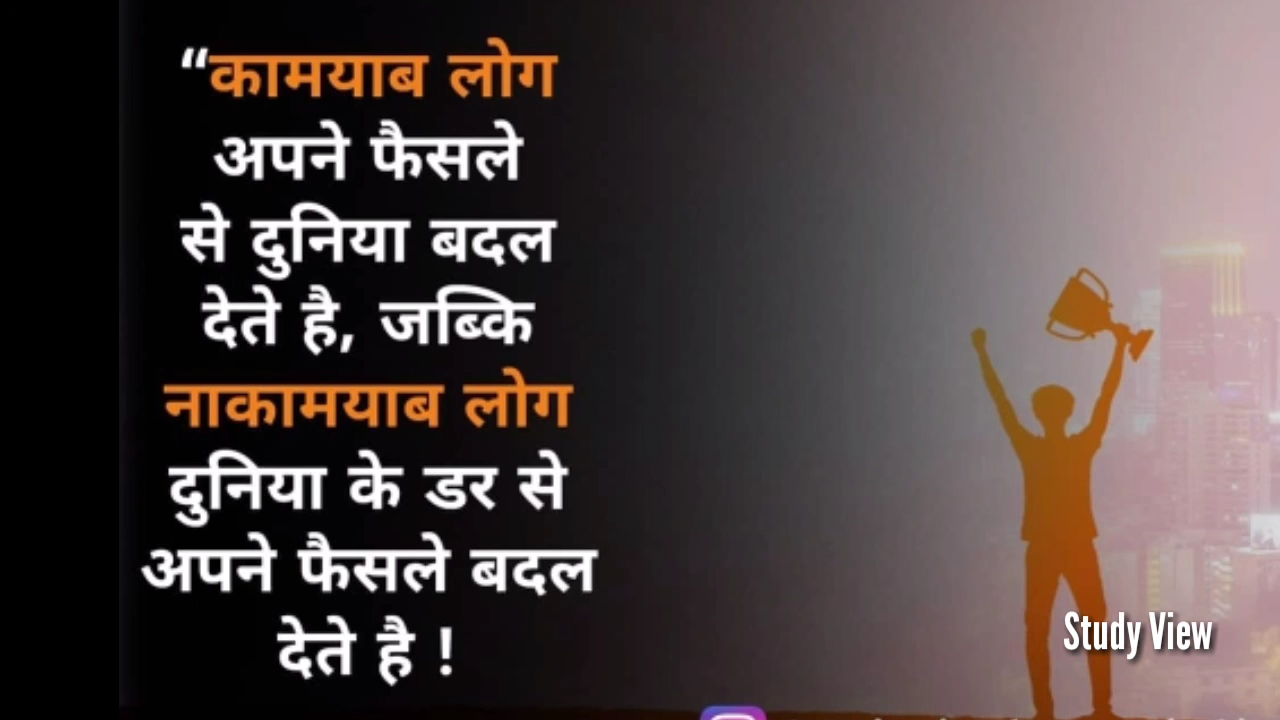 “कामयाब लोग
अपने फैसले
से दुनिया बदल
देते है, जब्कि
नाकामयाब लोग
दुनिया के डर से
अपने फैसले बदल
देते है !
Study View